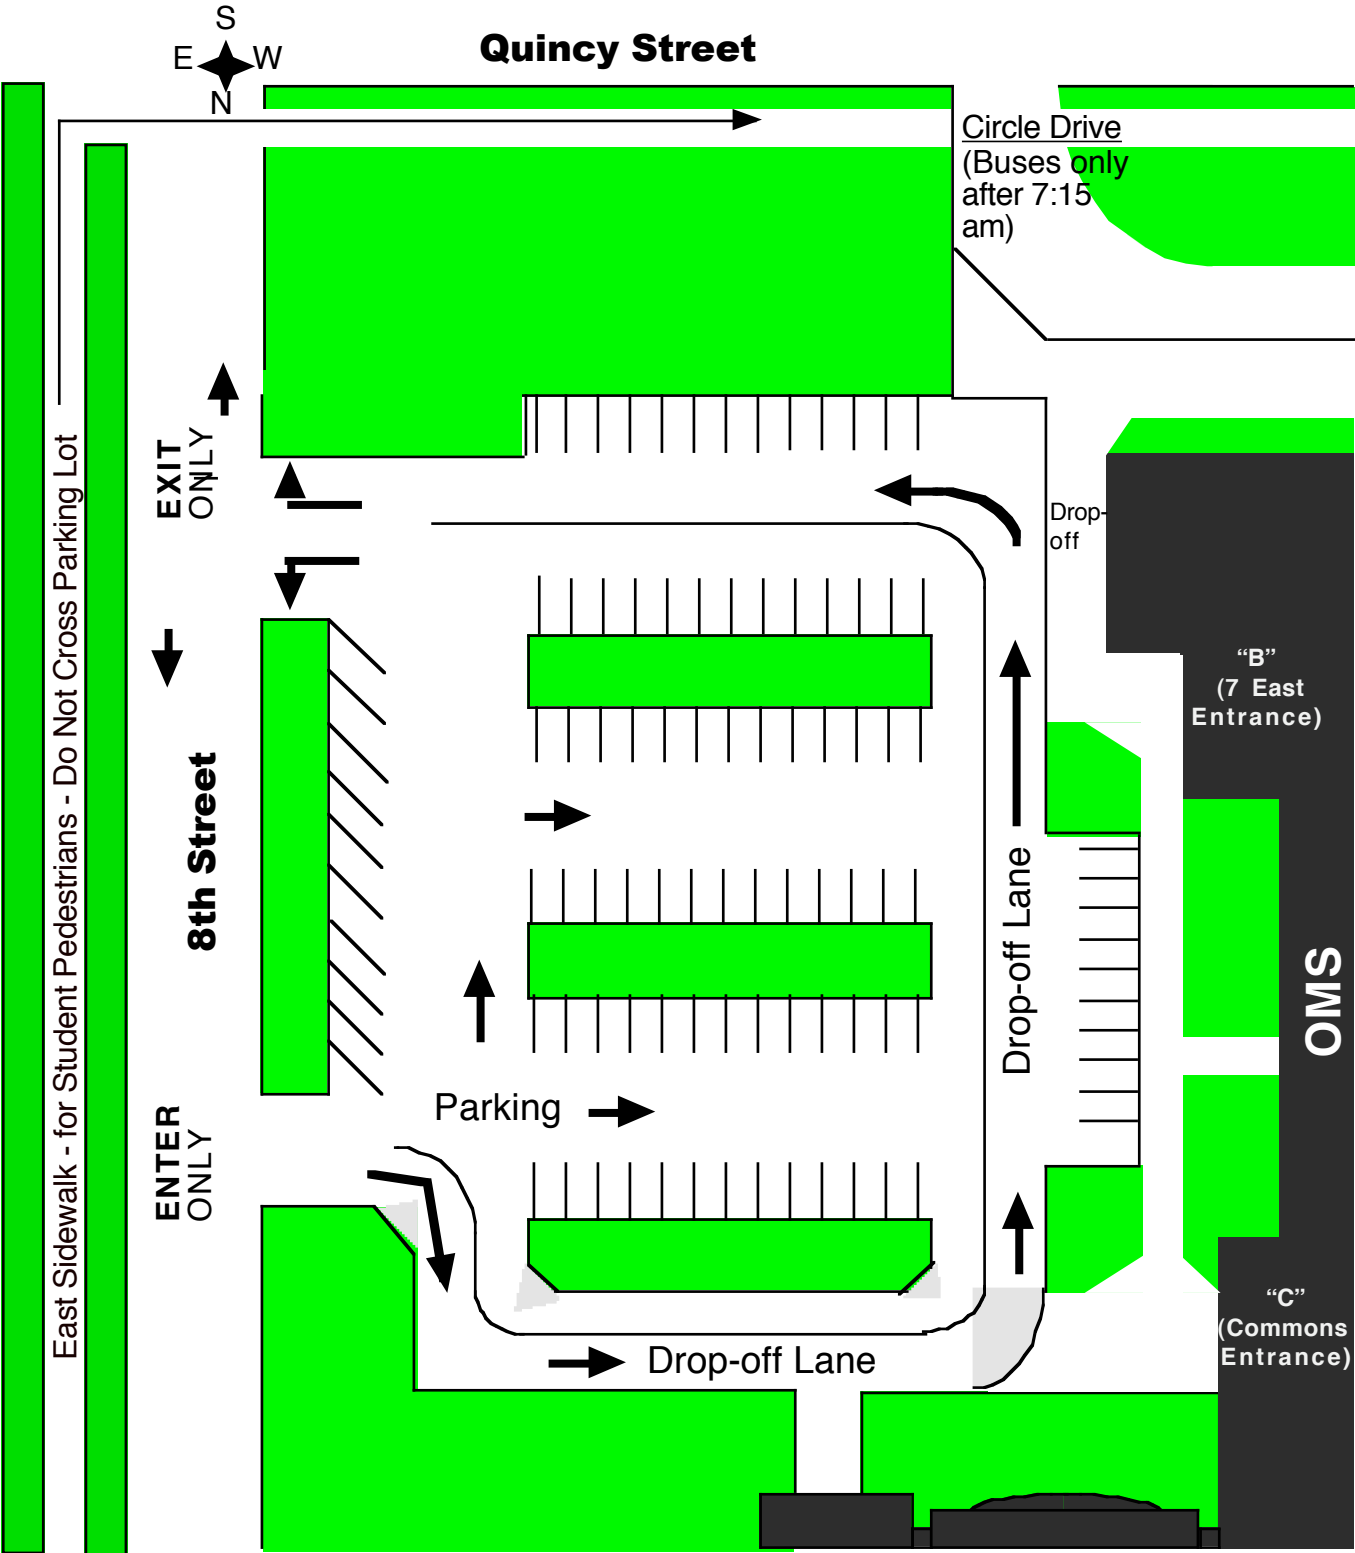 S
E W
N
Quincy Street
Circle Drive
(Buses only
after 7:15
am)
EXIT
ONLY
East Sidewalk - for Student Pedestrians - Do Not Cross Parking Lot
Drop-
off
"B"
(7 East
Entrance)
8th Street
Drop-off Lane
OMS
Parking
ENTER
ONLY
"C"
(Commons
Entrance)
Drop-off Lane